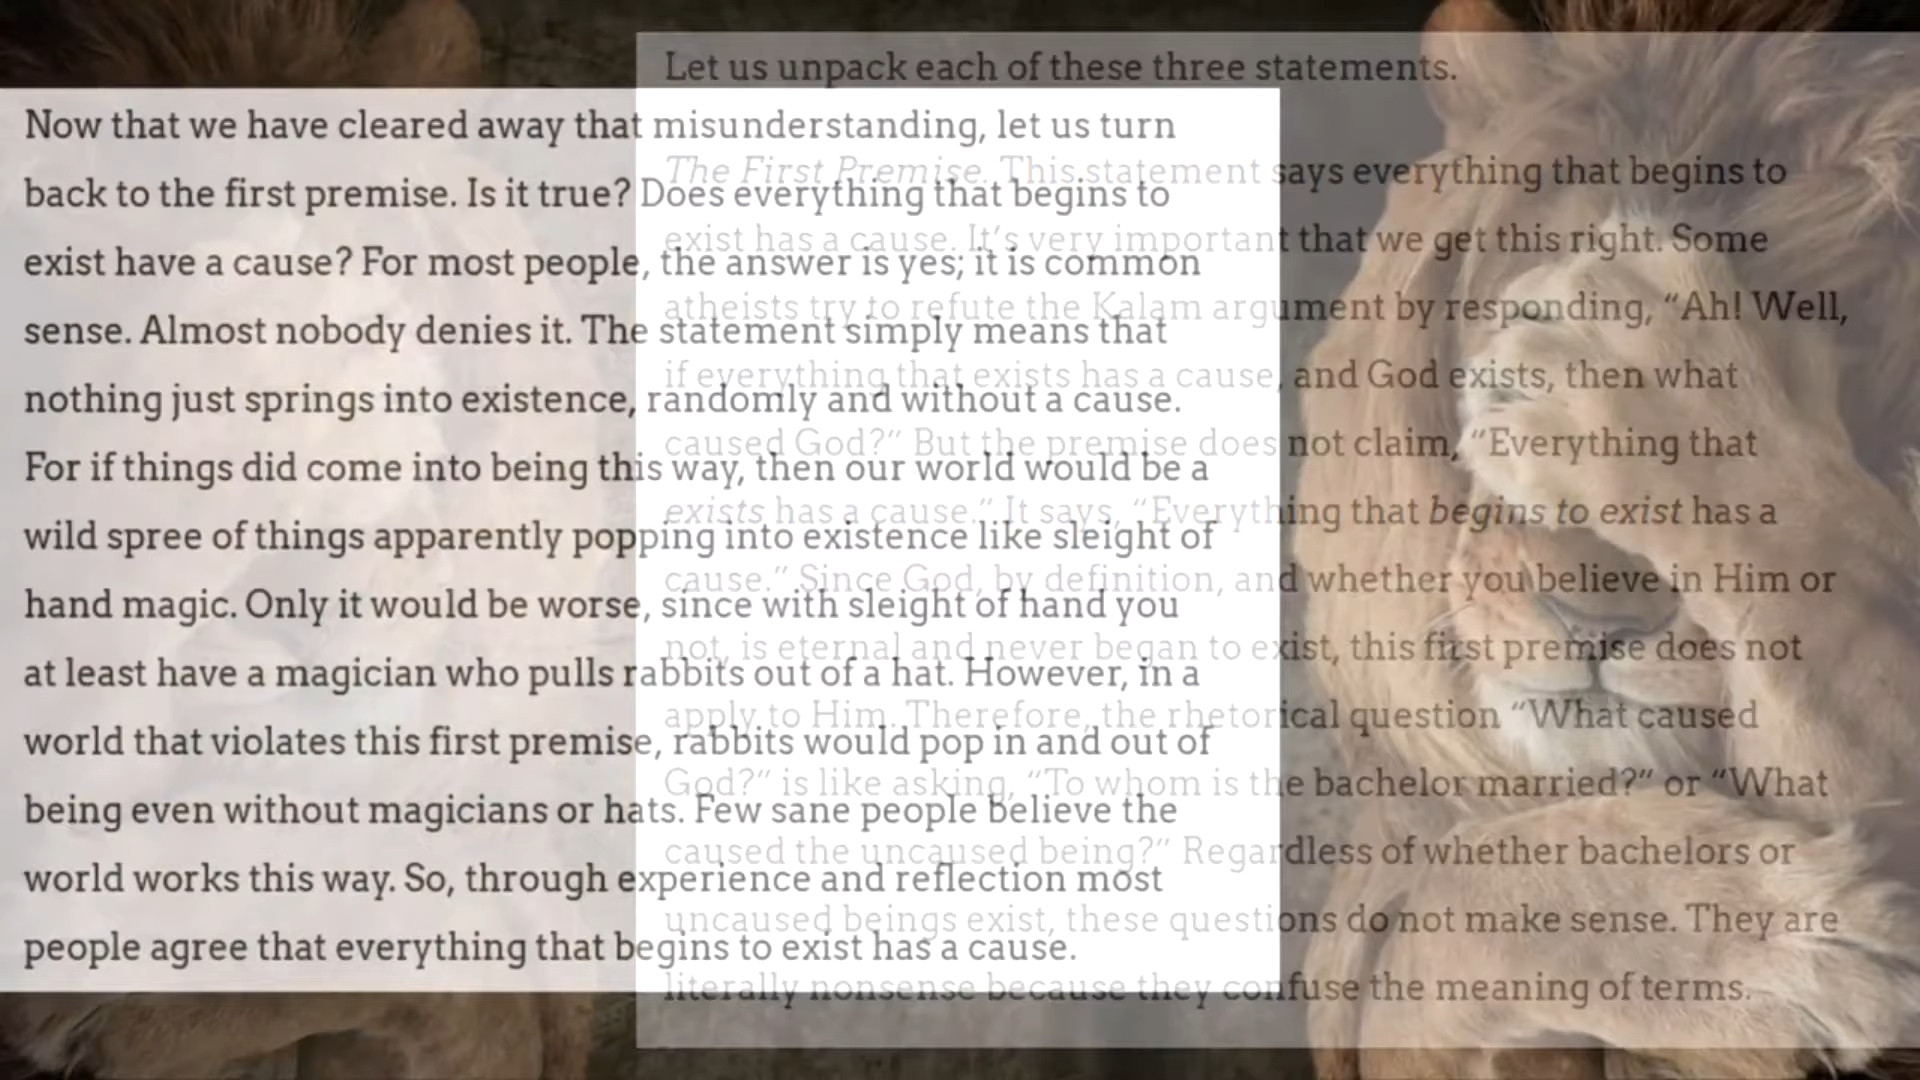 Let us unpack each of these three statements.
The First Premise. This statement says everything that begins to
exist has a cause. It's very important that we get this right. Some
atheists try to refute the Kalam argument by responding, “Ah! Well,
if everything that exists has a cause, and God exists, then what
caused God?” But the premise does not claim, “Everything that
exists has a cause.” It says, “Everything that begins to exist has a
cause.” Since God, by definition, and whether you believe in Him or
not, is eternal and never began to exist, this first premise does not
apply to Him. Therefore, the rhetorical question “What caused
God?” is like asking, “To whom is the bachelor married?” or “What
caused the uncaused being?” Regardless of whether bachelors or
uncaused beings exist, these questions do not make sense. They are
literally nonsense because they confuse the meaning of terms.
Now that we have cleared away that misunderstanding, let us turn
back to the first premise. Is it true? Does everything that begins to
exist have a cause? For most people, the answer is yes; it is common
sense. Almost nobody denies it. The statement simply means that
nothing just springs into existence, randomly and without a cause.
For if things did come into being this way, then our world would be a
wild spree of things apparently popping into existence like sleight of
hand magic. Only it would be worse, since with sleight of hand you
at least have a magician who pulls rabbits out of a hat. However, in a
world that violates this first premise, rabbits would pop in and out of
being even without magicians or hats. Few sane people believe the
world works this way. So, through experience and reflection most
people agree that everything that begins to exist has a cause.